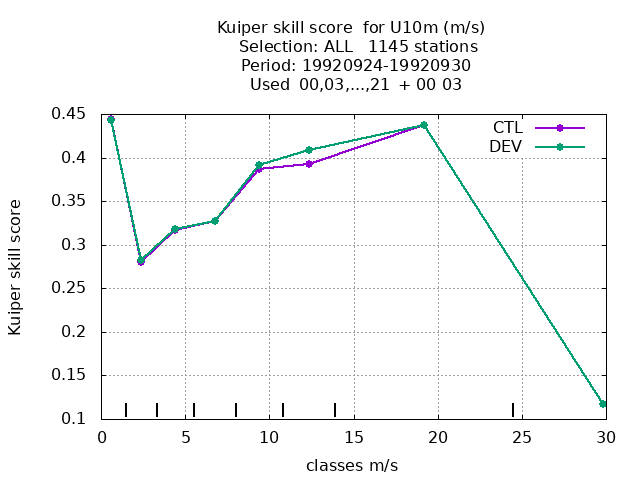 Kuiper skill score  for U10m (m/s)
Selection: ALL   1145 stations
Period: 19920924-19920930
Used  00,03,...,21  + 00 03
CTL
DEV
0.45
0.4
0.35
0.3
0.25
0.2
0.15
0.1
Kuiper skill score
0 5 10 15 20 25 30
classes m/s